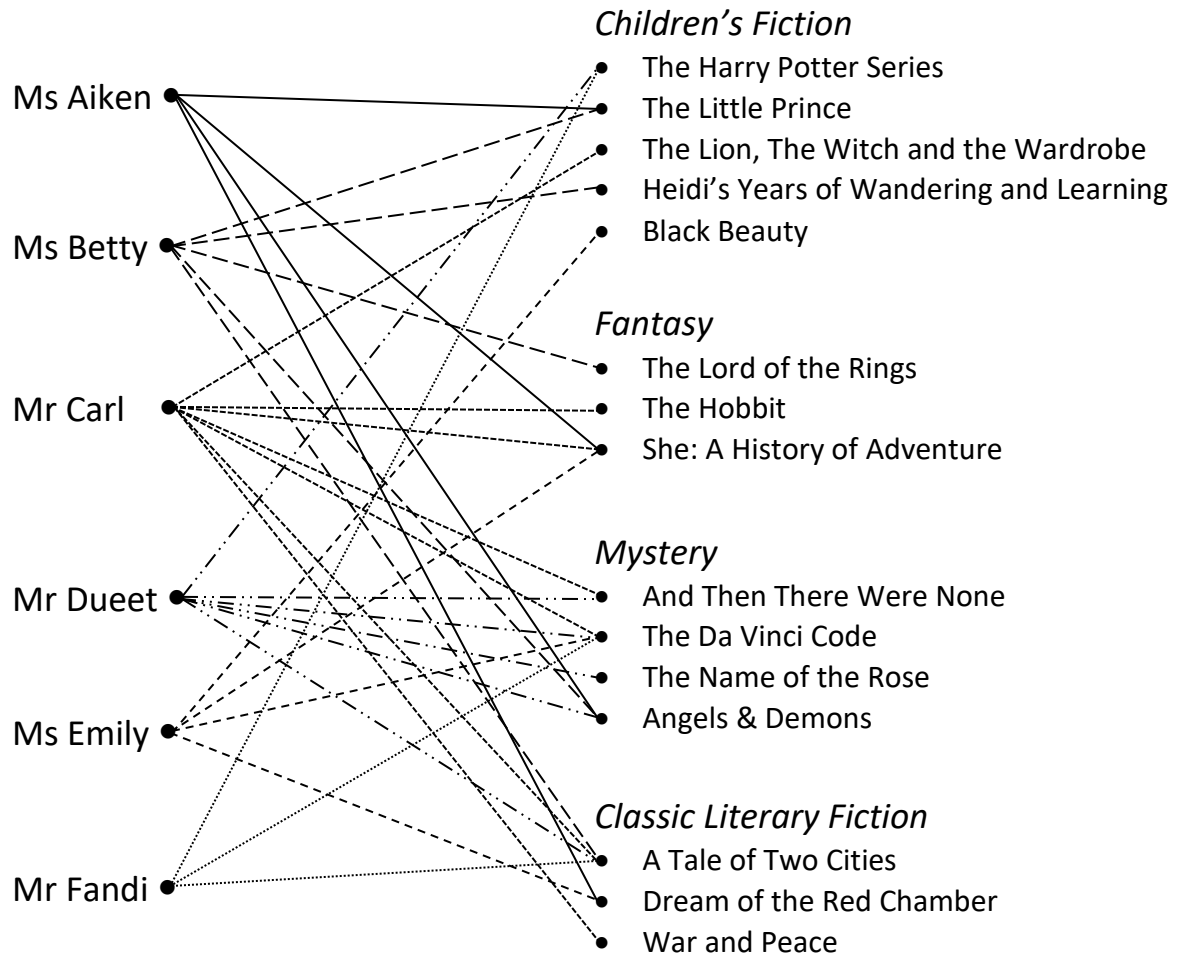 Children's Fiction
The Harry Potter Series
Ms Aiken
The Little Prince
The Lion, The Witch and the Wardrobe
Heidi's Years of Wandering and Learning
Black Beauty
Ms Betty
Fantasy
The Lord of the Rings
Mr Carl
The Hobbit
She: A History of Adventure
Mystery
Mr Dueet
And Then There Were None
The Da Vinci Code
The Name of the Rose
Angels & Demons
Ms Emily
Classic Literary Fiction
A Tale of Two Cities
Mr Fandi
Dream of the Red Chamber
War and Peace